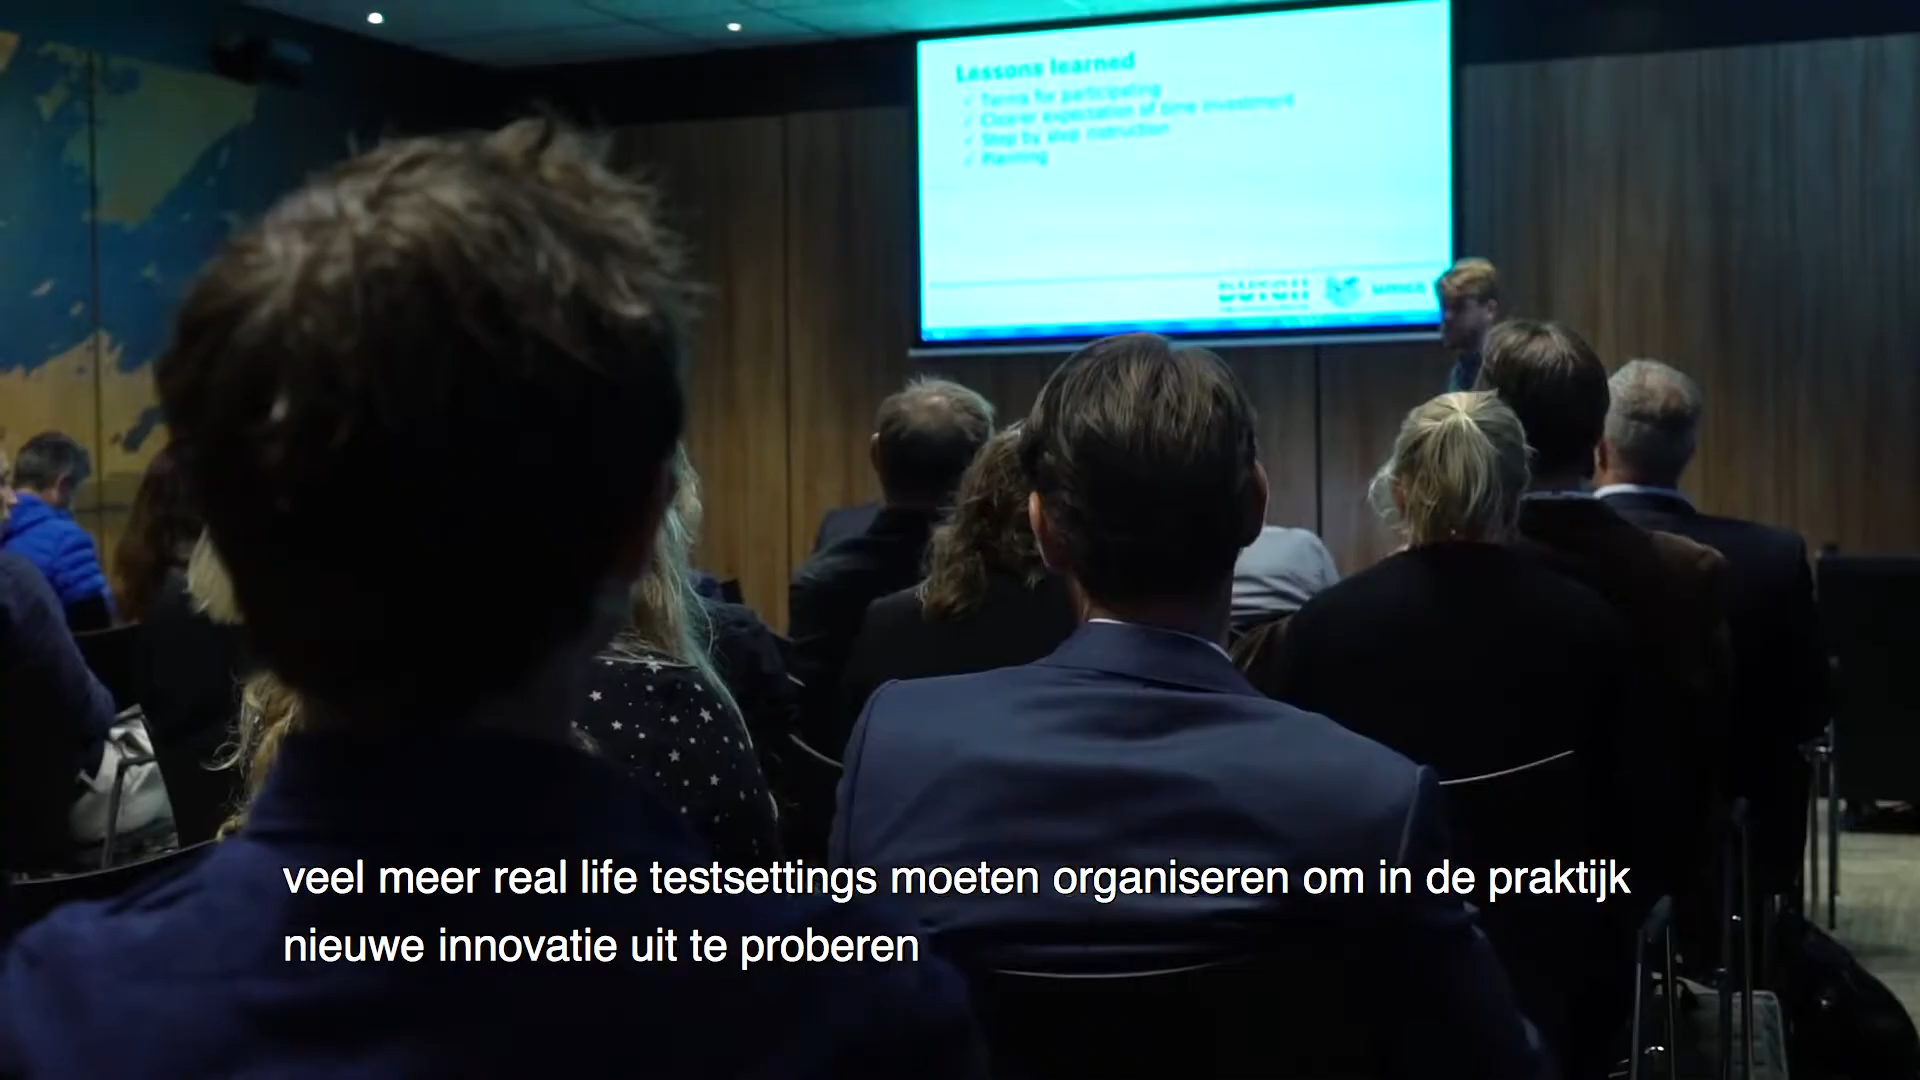 Lessons learned
✓ Terms for participating
✓ Clearer expectation of time investment
✓ Step by step instruction
✓ Planning
umcg
veel meer real life testsettings moeten organiseren om in de praktijk
nieuwe innovatie uit te proberen